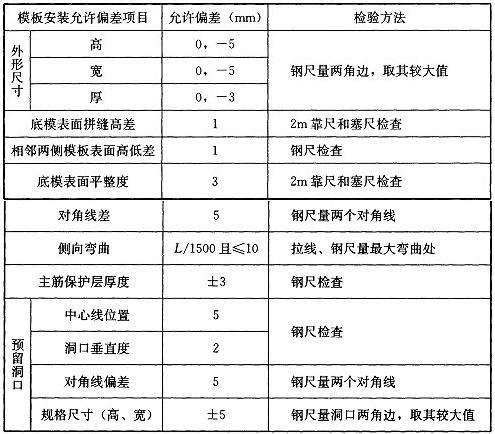 模板安装允许偏差项目 允许偏差（mm） 检验方法
外形尺寸 高 0，－5 钢尺量两角边，取其较大值
宽 0，－5
厚 0，－3
底模表面拼缝高差 1 2m 靠尺和塞尺检查
相邻两侧模板表面高低差 1 钢尺检查
底模表面平整度 3 2m 靠尺和塞尺检查
对角线差 5 钢尺量两个对角线
侧向弯曲 L/1500 且≤10 拉线、钢尺量最大弯曲处
主筋保护层厚度 ±3 钢尺检查
预留洞口 中心线位置 5 钢尺检查
洞口垂直度 2
对角线偏差 5 钢尺量两个对角线
规格尺寸（高、宽） ±5 钢尺量洞口两角边，取其较大值